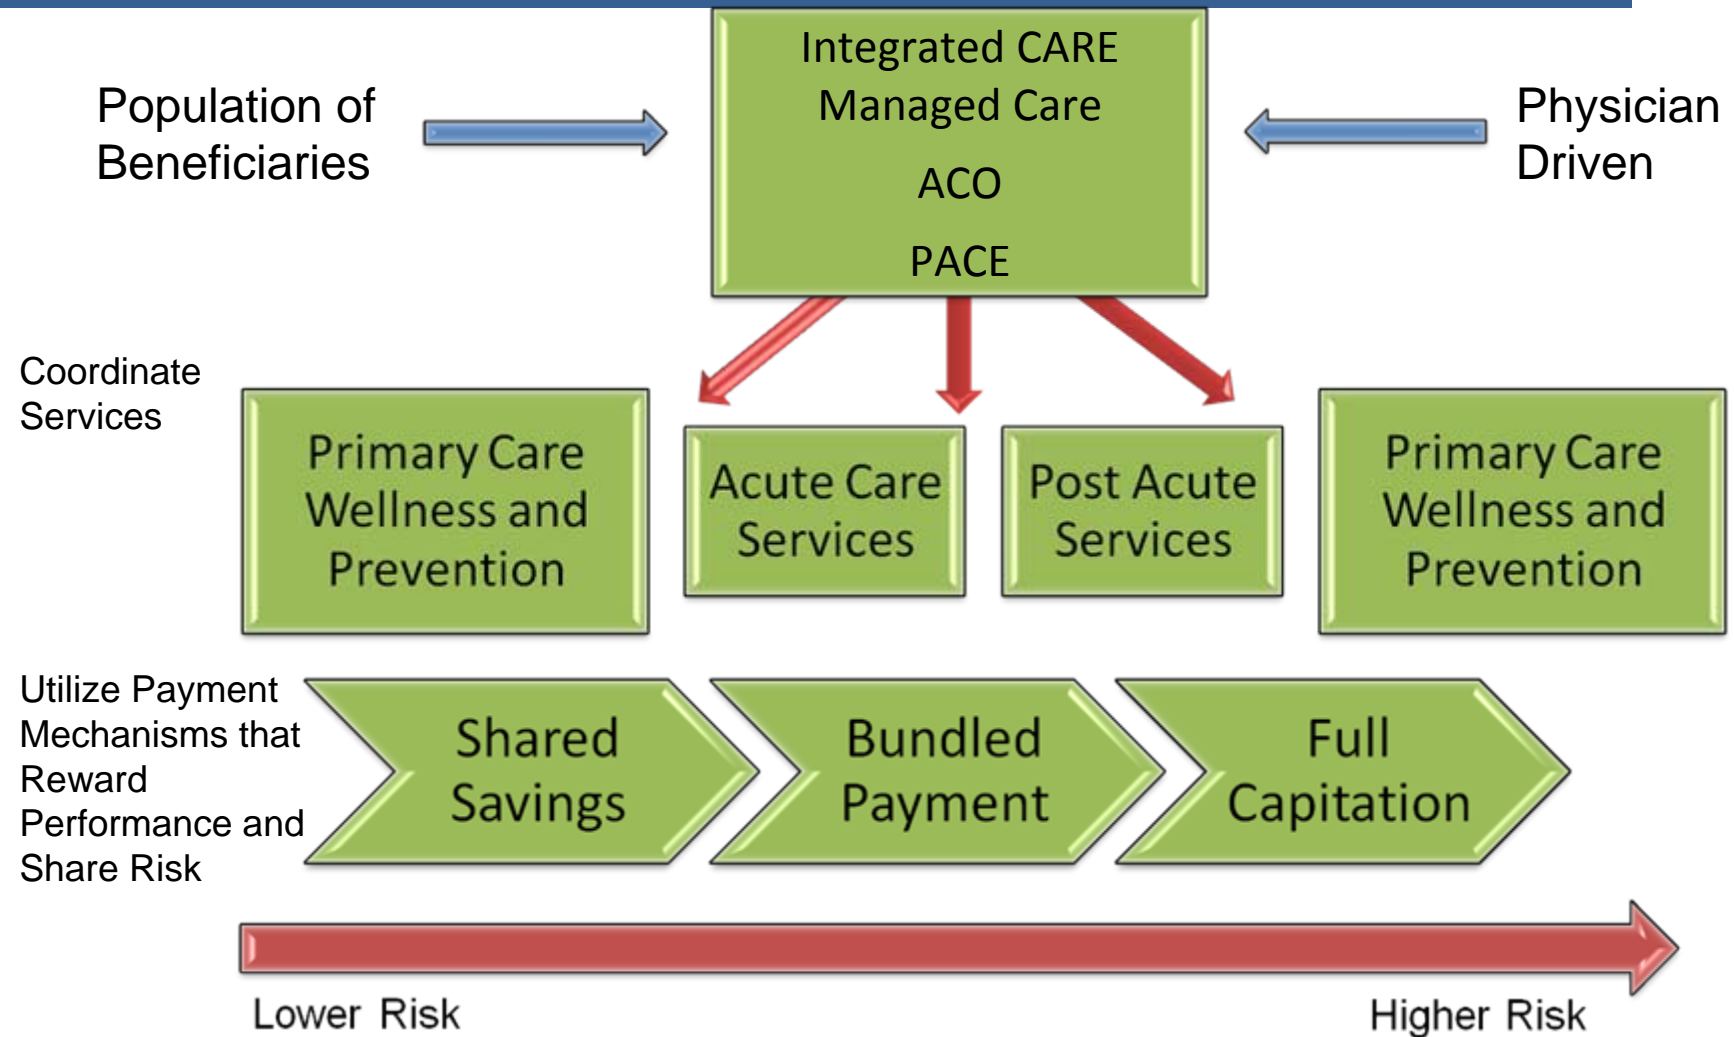 Integrated CARE
Managed Care
ACO
PACE
Population of
Beneficiaries
Physician
Driven
Coordinate
Services
Primary Care
Wellness and
Prevention
Acute Care
Services
Post Acute
Services
Primary Care
Wellness and
Prevention
Utilize Payment
Mechanisms that
Reward
Performance and
Share Risk
Shared
Savings
Bundled
Payment
Full
Capitation
Lower Risk
Higher Risk